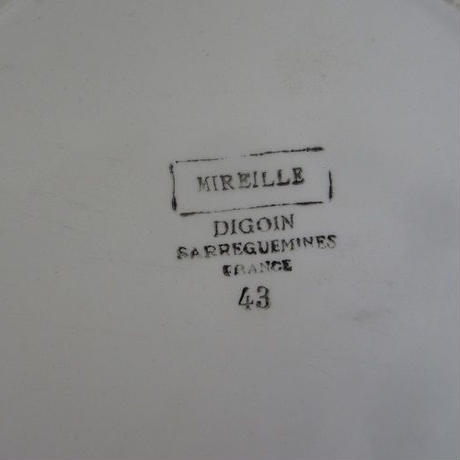 MIREILLE
DIGOIN
SARREGUEMINES
FRANCE
43